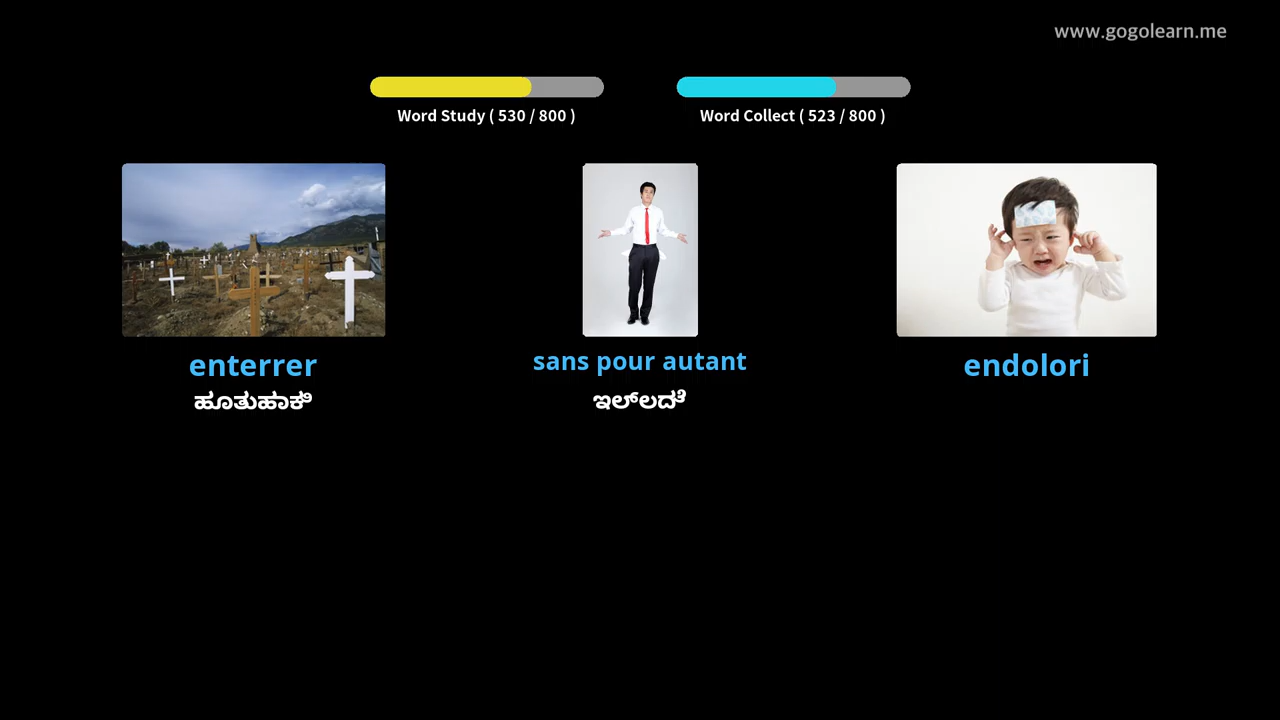 www.gogolearn.me
Word Study ( 530 / 800 )
Word Collect ( 523 / 800 )
enterrer
ಹೂತುಹಾಕಿ
sans pour autant
ಇಲ್ಲದೆ
endolori